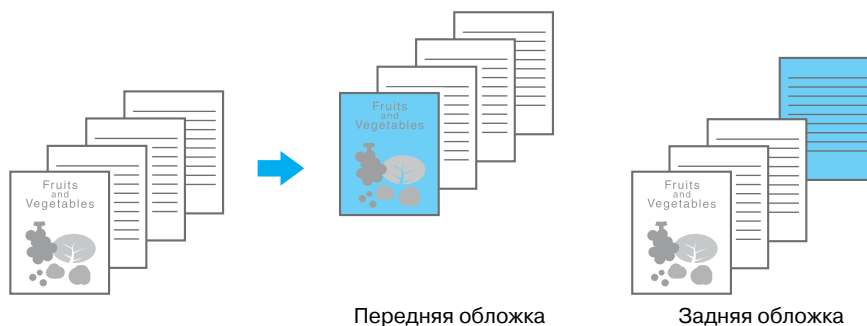 Fruits
and
Vegetables
Fruits
and
Vegetables
Передняя обложка
Fruits
and
Vegetables
Задняя обложка